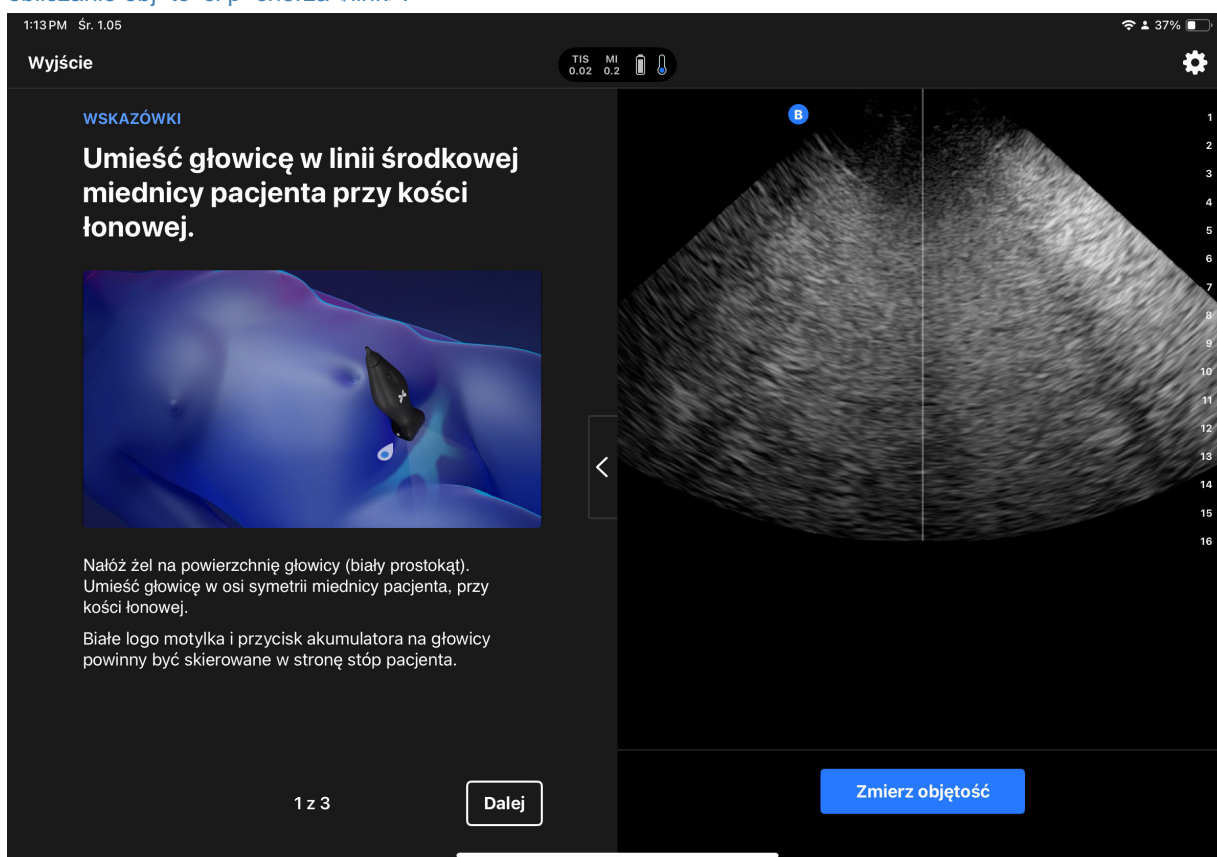 1:13 PM Śr. 1.05
37%
Wyjście
TIS MI
0.02 0.2
WSKAZÓWKI
Umieść głowicę w linii środkowej
miednicy pacjenta przy kości
łonowej.
Nałóż żel na powierzchnię głowicy (biały prostokąt).
Umieść głowicę w osi symetrii miednicy pacjenta, przy
kości łonowej.
Białe logo motylka i przycisk akumulatora na głowicy
powinny być skierowane w stronę stóp pacjenta.
1 z 3
Dalej
B
1
2
3
4
5
6
7
8
9
10
11
12
13
14
15
16
Zmierz objętość